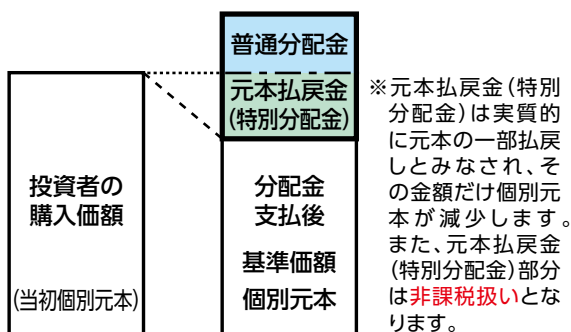 普通分配金
元本払戻金
(特別分配金)
投資者の
購入価額
(当初個別元本)
分配金
支払後
基準価額
個別元本
※元本払戻金(特別
分配金)は実質的
に元本の一部払戻
しとみなされ、そ
の金額だけ個別元
本が減少します。
また、元本払戻金
(特別分配金)部分
は非課税扱いとな
ります。